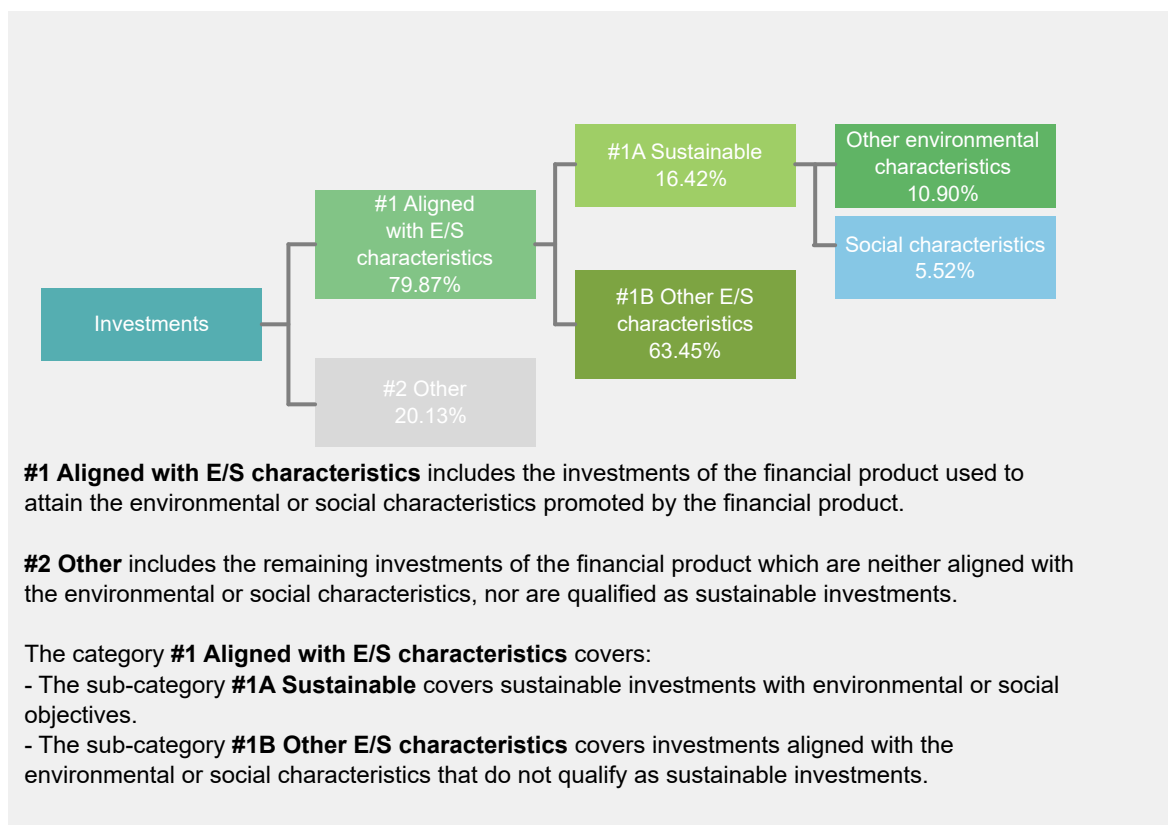 Investments
#1 Aligned
with E/S
characteristics
79.87%
#2 Other
20.13%
#1A Sustainable
16.42%
#1B Other E/S
characteristics
63.45%
Other environmental
characteristics
10.90%
Social characteristics
5.52%
#1 Aligned with E/S characteristics includes the investments of the financial product used to
attain the environmental or social characteristics promoted by the financial product.
#2 Other includes the remaining investments of the financial product which are neither aligned with
the environmental or social characteristics, nor are qualified as sustainable investments.
The category #1 Aligned with E/S characteristics covers:
- The sub-category #1A Sustainable covers sustainable investments with environmental or social
objectives.
- The sub-category #1B Other E/S characteristics covers investments aligned with the
environmental or social characteristics that do not qualify as sustainable investments.